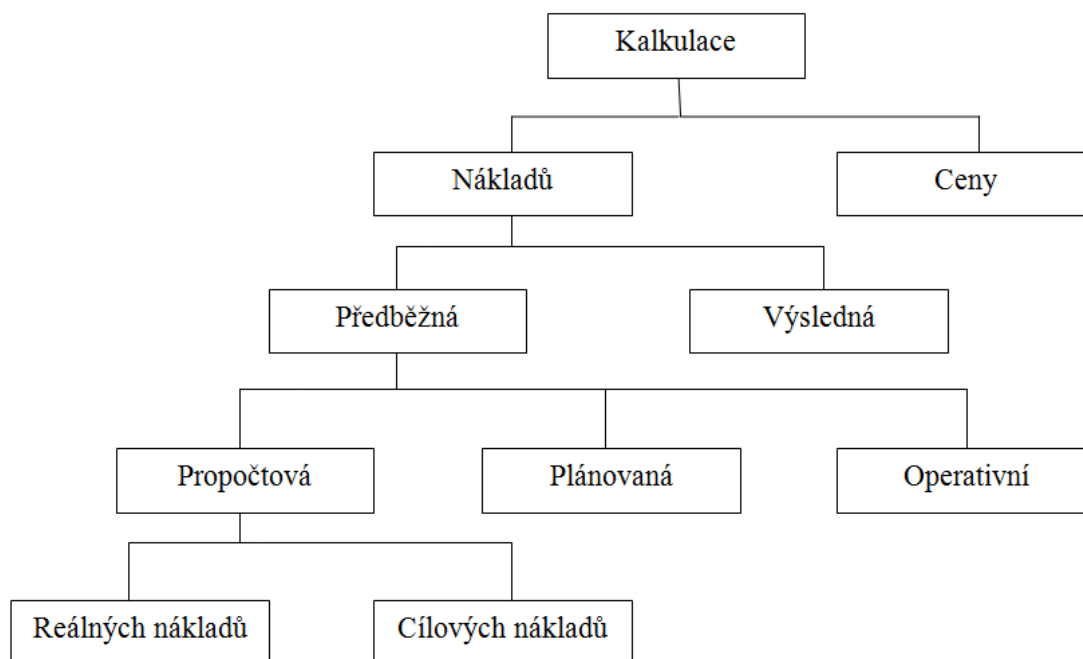 Kalkulace
Nákladů
Ceny
Předběžná
Výsledná
Propočtová
Plánovaná
Operativní
Reálných nákladů
Cílových nákladů